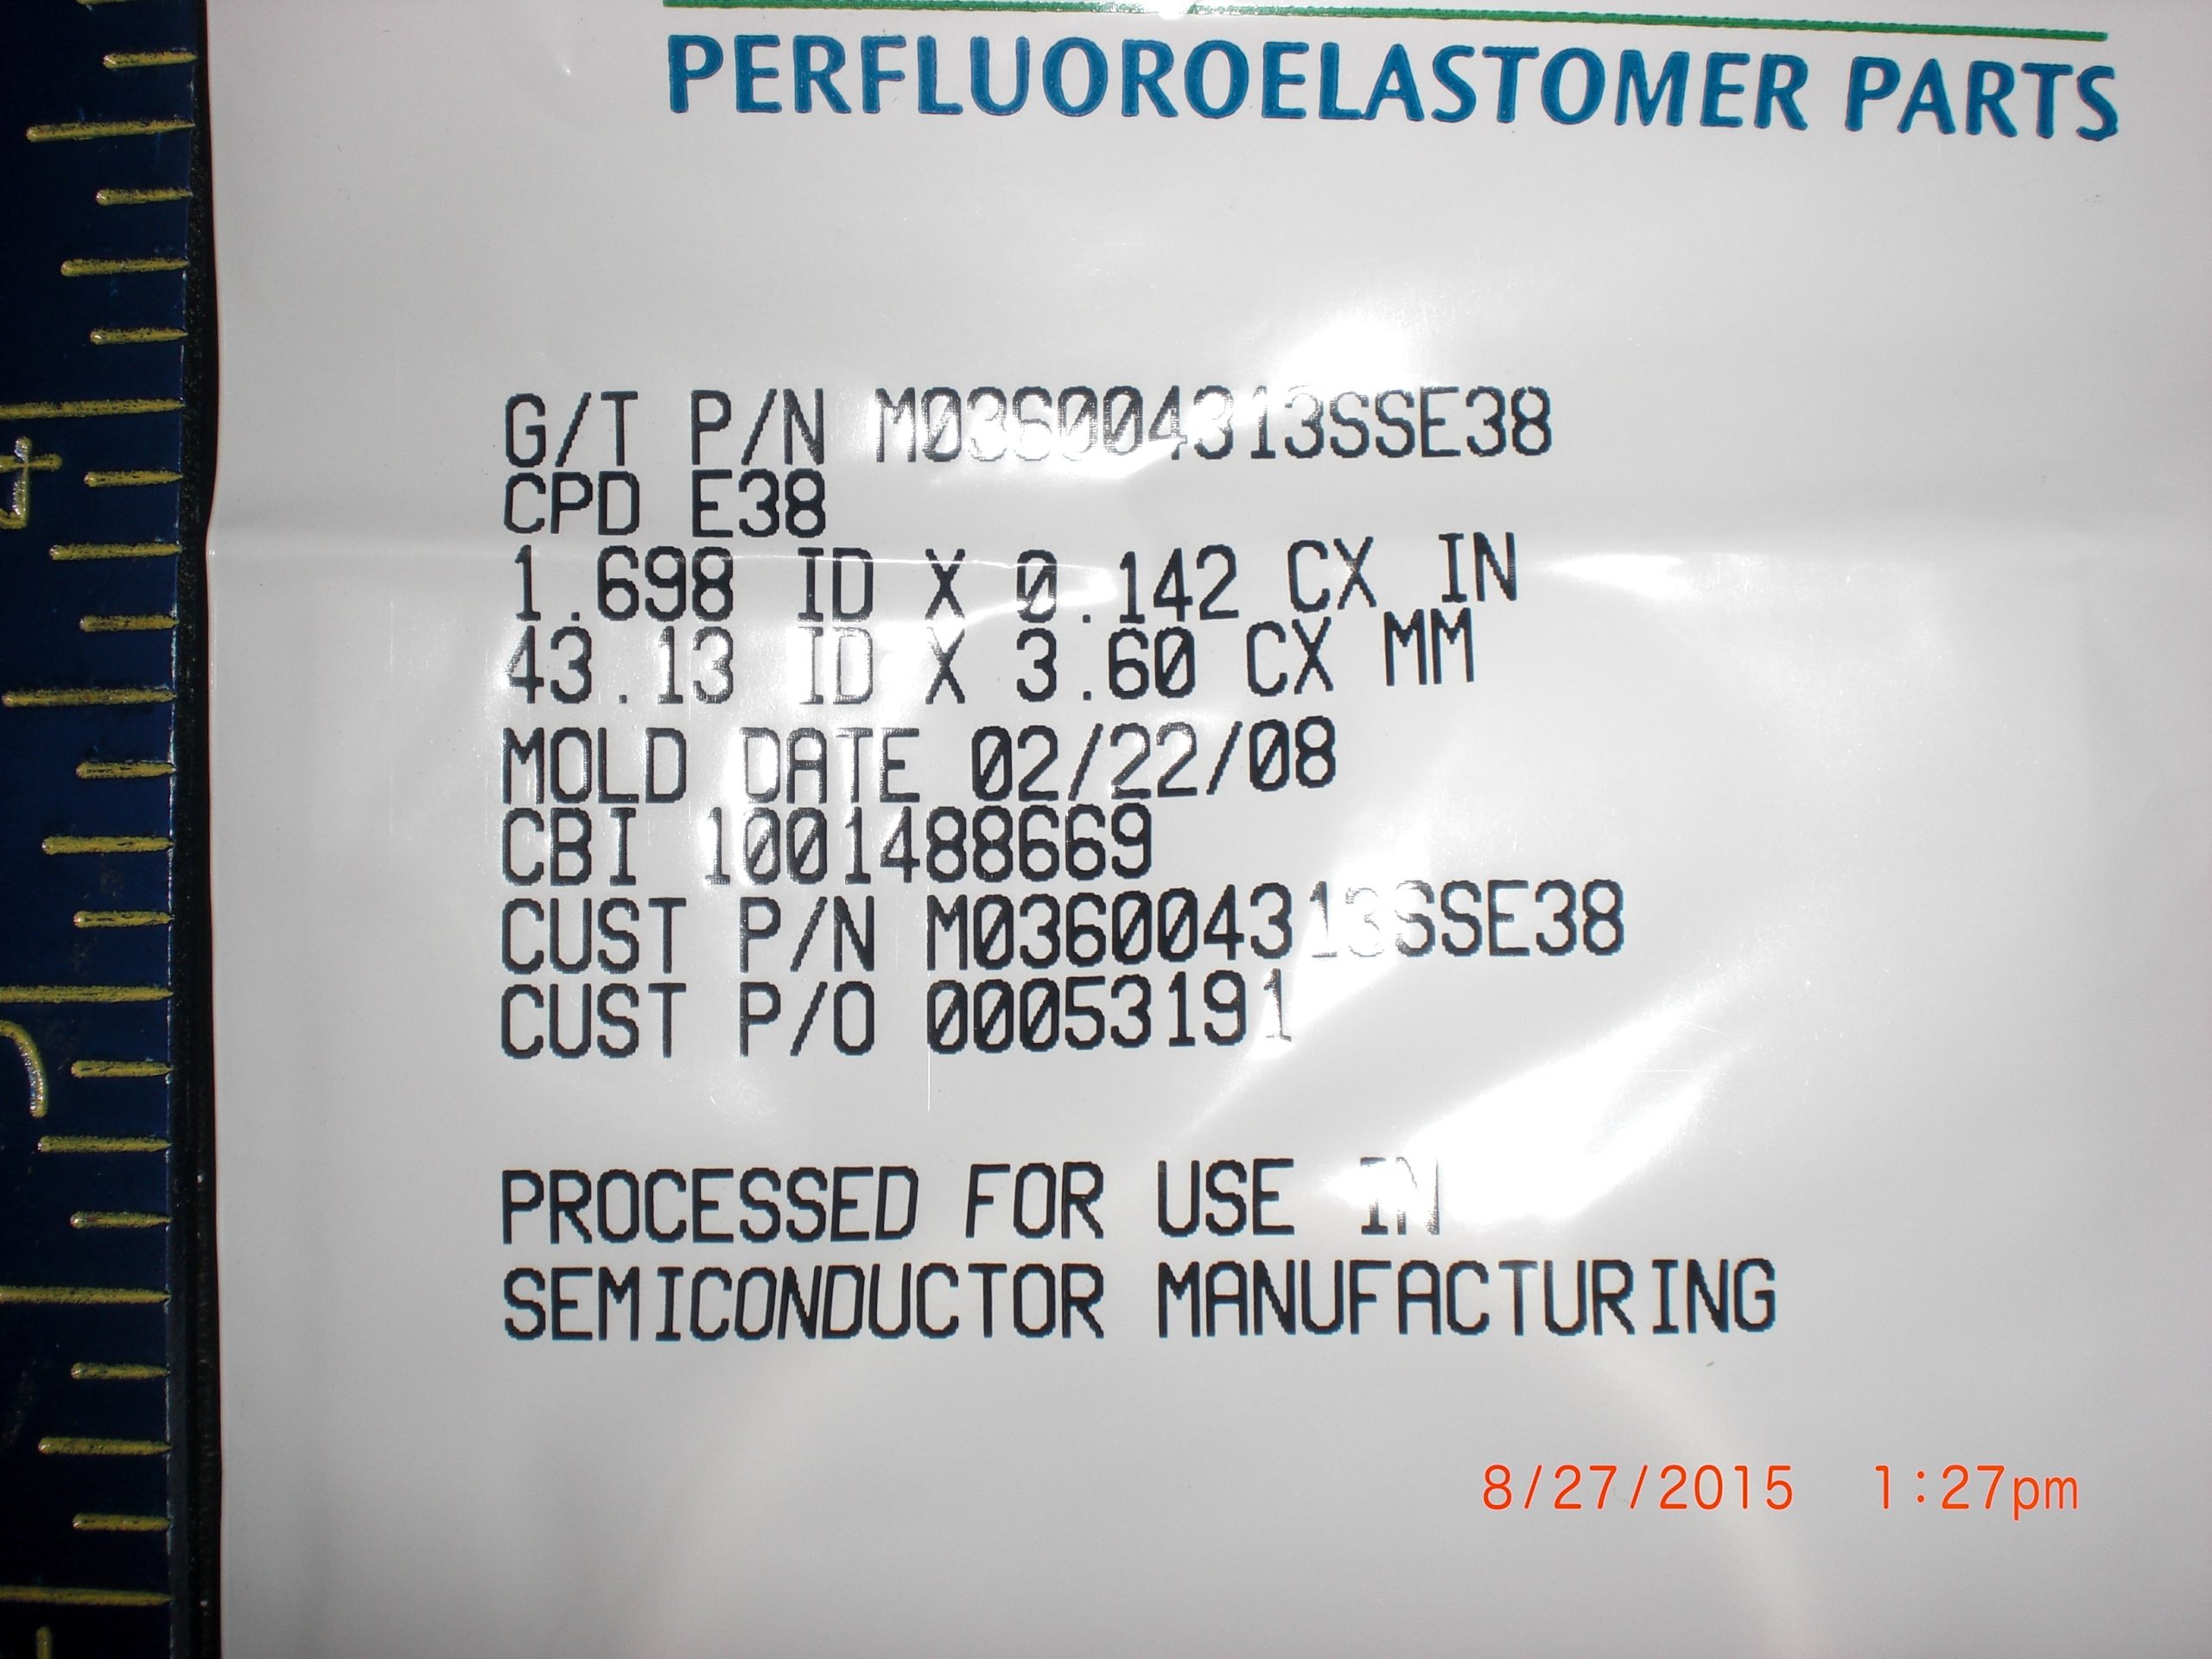 PERFLUOROELASTOMER PARTS
G/T P/N M036004313SSE38
CPD E38
1.698 ID X 0.142 CX IN
43.13 ID X 3.60 CX MM
MOLD DATE 02/22/08
CBI 1001488669
CUST P/N M036004313SSE38
CUST P/O 00053191
PROCESSED FOR USE IN
SEMICONDUCTOR MANUFACTURING
8/27/2015 1:27pm
4